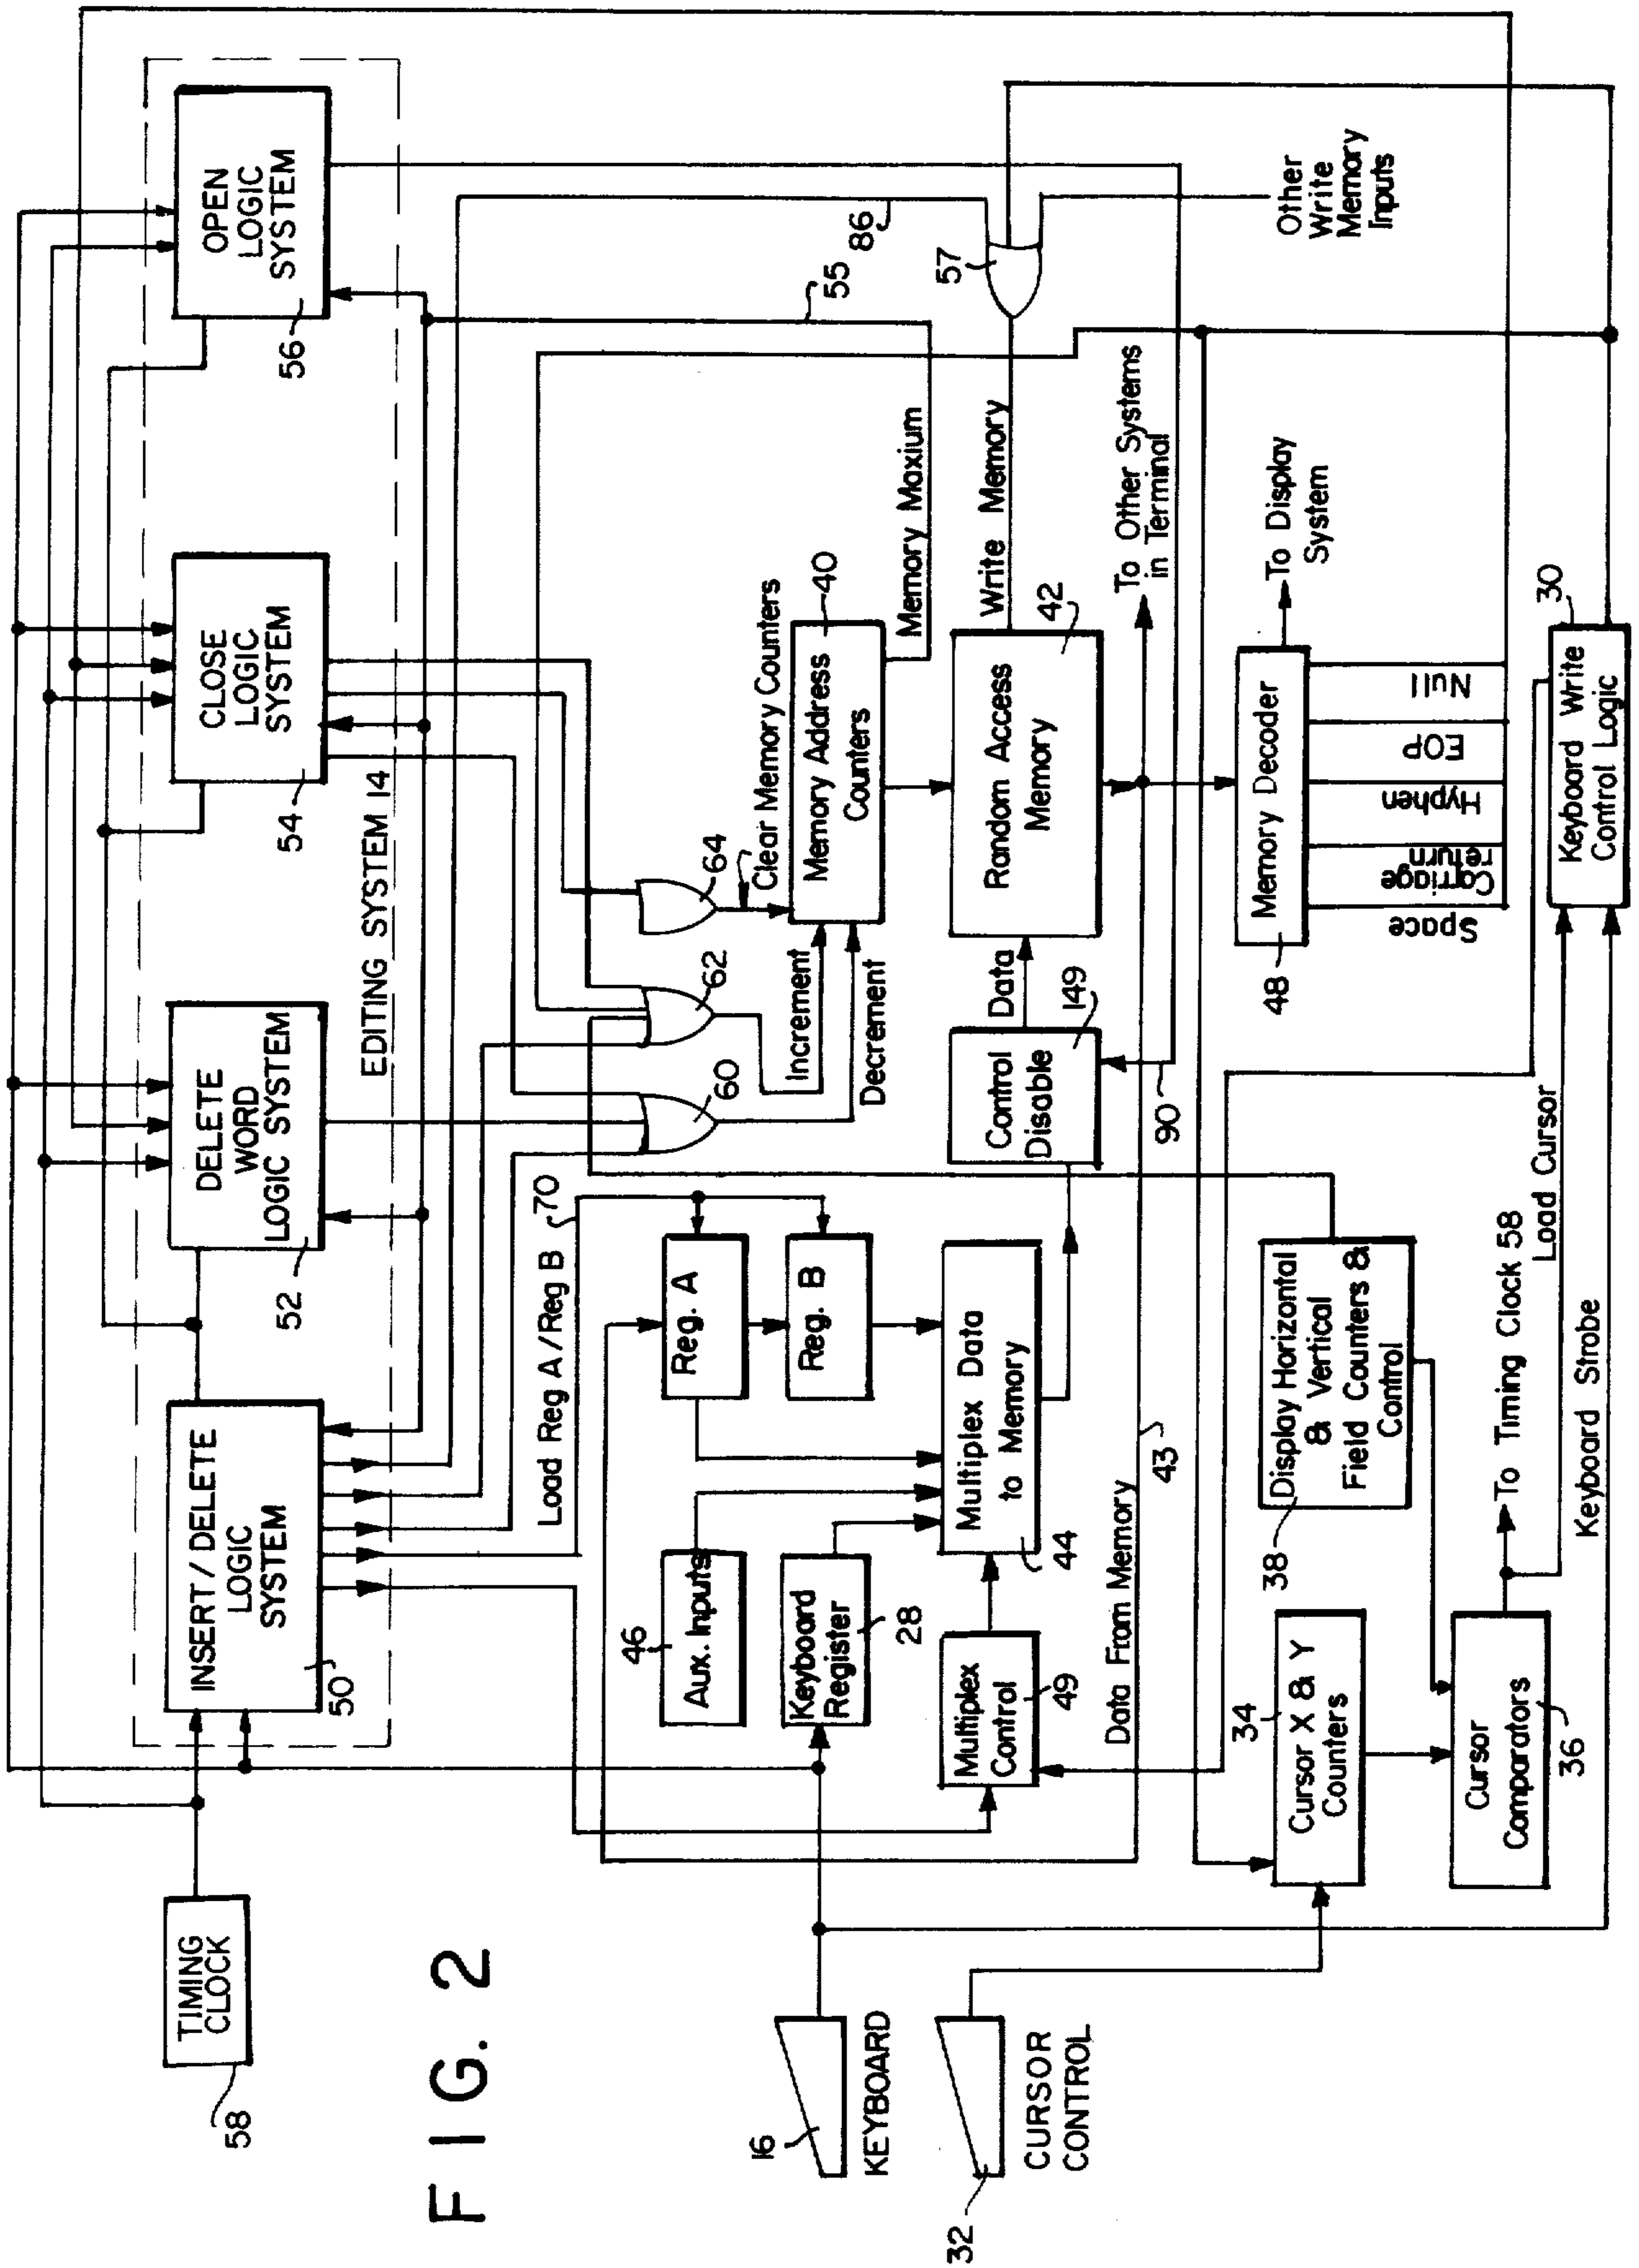 FIG. 2
58
TIMING
CLOCK
EDITING SYSTEM 14
INSERT/DELETE
LOGIC
SYSTEM
50
DELETE
WORD
LOGIC SYSTEM
52
CLOSE
LOGIC
SYSTEM
54
OPEN
LOGIC
SYSTEM
56
Load Reg A/Reg B
70
60
62
64
Clear Memory Counters
Increment
Decrement
Memory Address
Counters
40
Memory Maxium
55
86
57
Other
Write
Memory
Inputs
Write Memory
46
Aux. Inputs
Reg. A
Reg. B
Keyboard
Register
28
16
KEYBOARD
Multiplex
Control
49
Multiplex Data
to Memory
44
Control
Disable
149
Data
Random Access
Memory
42
90
To Other Systems
in Terminal
Data From Memory
43
32
CURSOR
CONTROL
34
Cursor X & Y
Counters
38
Display Horizontal
& Vertical
Field Counters &
Control
Memory Decoder
48
To Display
System
Space
Carriage
return
Hyphen
EOP
Null
Cursor
Comparators
36
To Timing Clock 58
Load Cursor
Keyboard Strobe
Keyboard Write
Control Logic
30